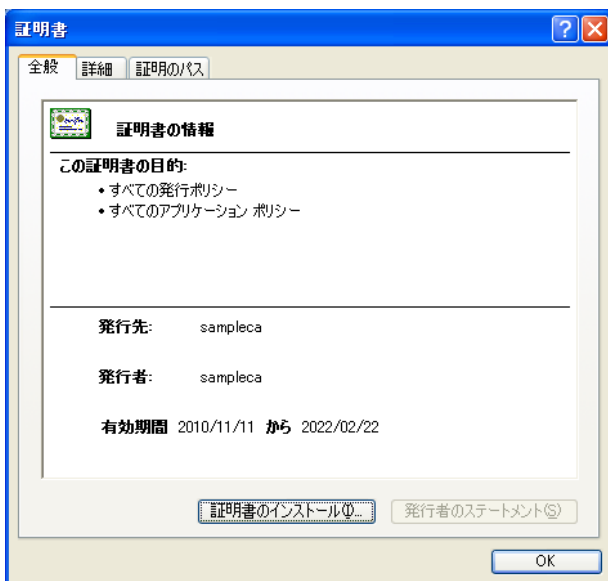 証明書
全般 詳細 証明のパス
証明書の情報
この証明書の目的:
• すべての発行ポリシー
• すべてのアプリケーション ポリシー
発行先: sampleca
発行者: sampleca
有効期間 2010/11/11 から 2022/02/22
証明書のインストール(I)... 発行者のステートメント(S)
OK